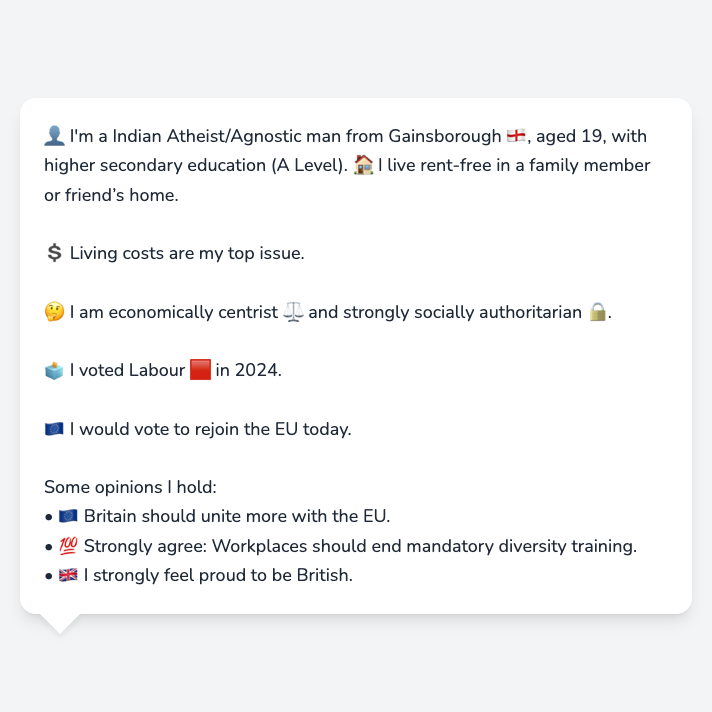 👤 I'm a Indian Atheist/Agnostic man from Gainsborough 🏴󠁧󠁢󠁥󠁮󠁧󠁿, aged 19, with
higher secondary education (A Level). 🏠 I live rent-free in a family member
or friend’s home.
💲 Living costs are my top issue.
🤔 I am economically centrist ⚖️ and strongly socially authoritarian 🔒.
🗳️ I voted Labour 🟥 in 2024.
🇪🇺 I would vote to rejoin the EU today.
Some opinions I hold:
• 🇪🇺 Britain should unite more with the EU.
• 💯 Strongly agree: Workplaces should end mandatory diversity training.
• 🇬🇧 I strongly feel proud to be British.